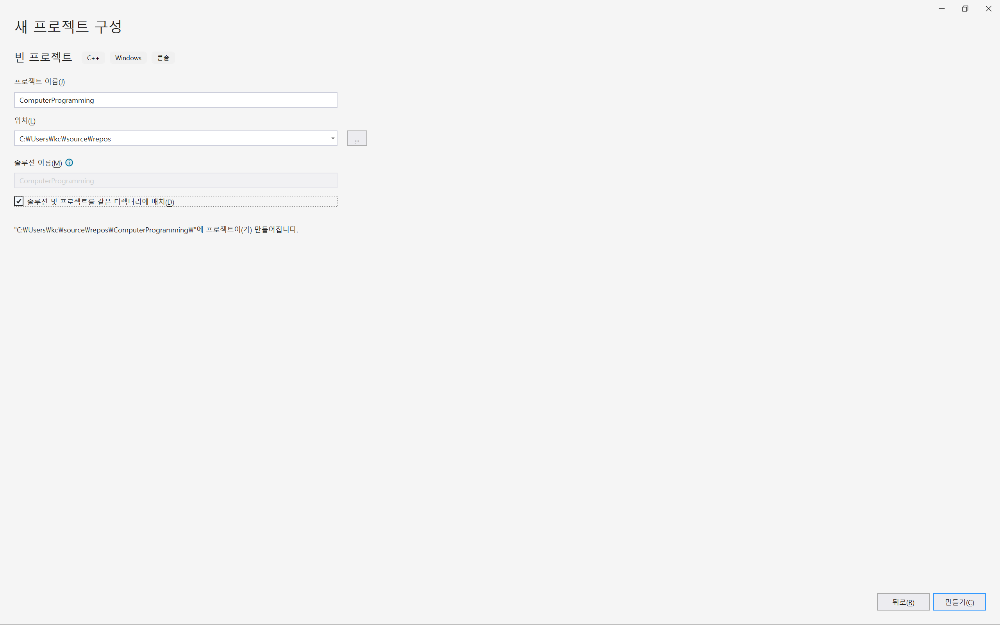 새 프로젝트 구성
빈 프로젝트 C++ Windows 콘솔
프로젝트 이름(J)
ComputerProgramming
위치(L)
C:₩Users₩kc₩source₩repos
...
솔루션 이름(M)
ComputerProgramming
솔루션 및 프로젝트를 같은 디렉터리에 배치(D)
"C:₩Users₩kc₩source₩repos₩ComputerProgramming₩"에 프로젝트이(가) 만들어집니다.
뒤로(B) 만들기(C)